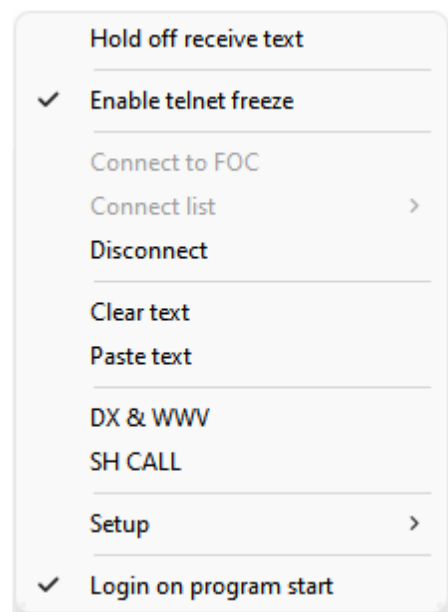 Hold off receive text
Enable telnet freeze
Connect to FOC
Connect list
Disconnect
Clear text
Paste text
DX & WWV
SH CALL
Setup
Login on program start